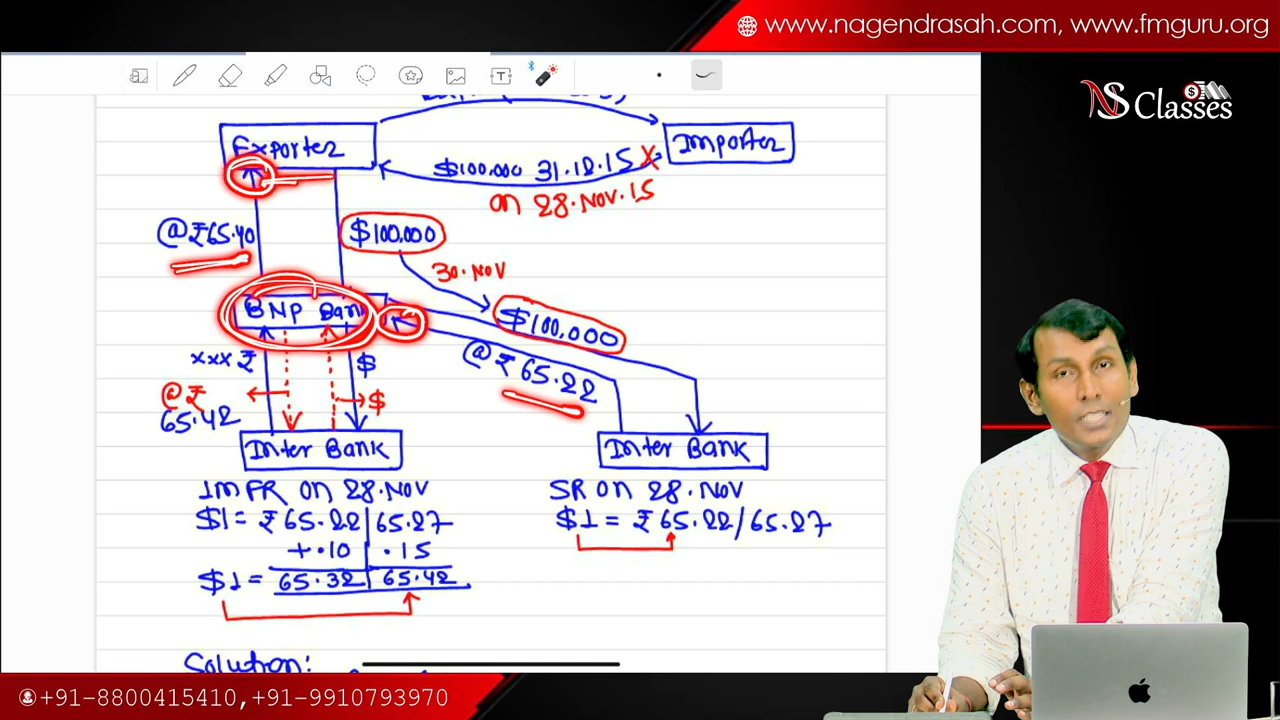 www.nagendrasah.com, www.fmguru.org
NS Classes
Exporter
Importer
$100,000 31.12.15 X
on 28.NOV.15
@₹65.40
$100,000
30.NOV
BNP Bank
$100,000
@ ₹ 65.22
xxx ₹
$
@ ₹
65.42
$
Inter Bank
Inter Bank
1M FR on 28.NOV
$1 = ₹65.22 | 65.27
+.10 | .15
$1 = 65.32 | 65.42
SR on 28.NOV
$1 = ₹ 65.22/65.27
Solution:
+91-8800415410,+91-9910793970